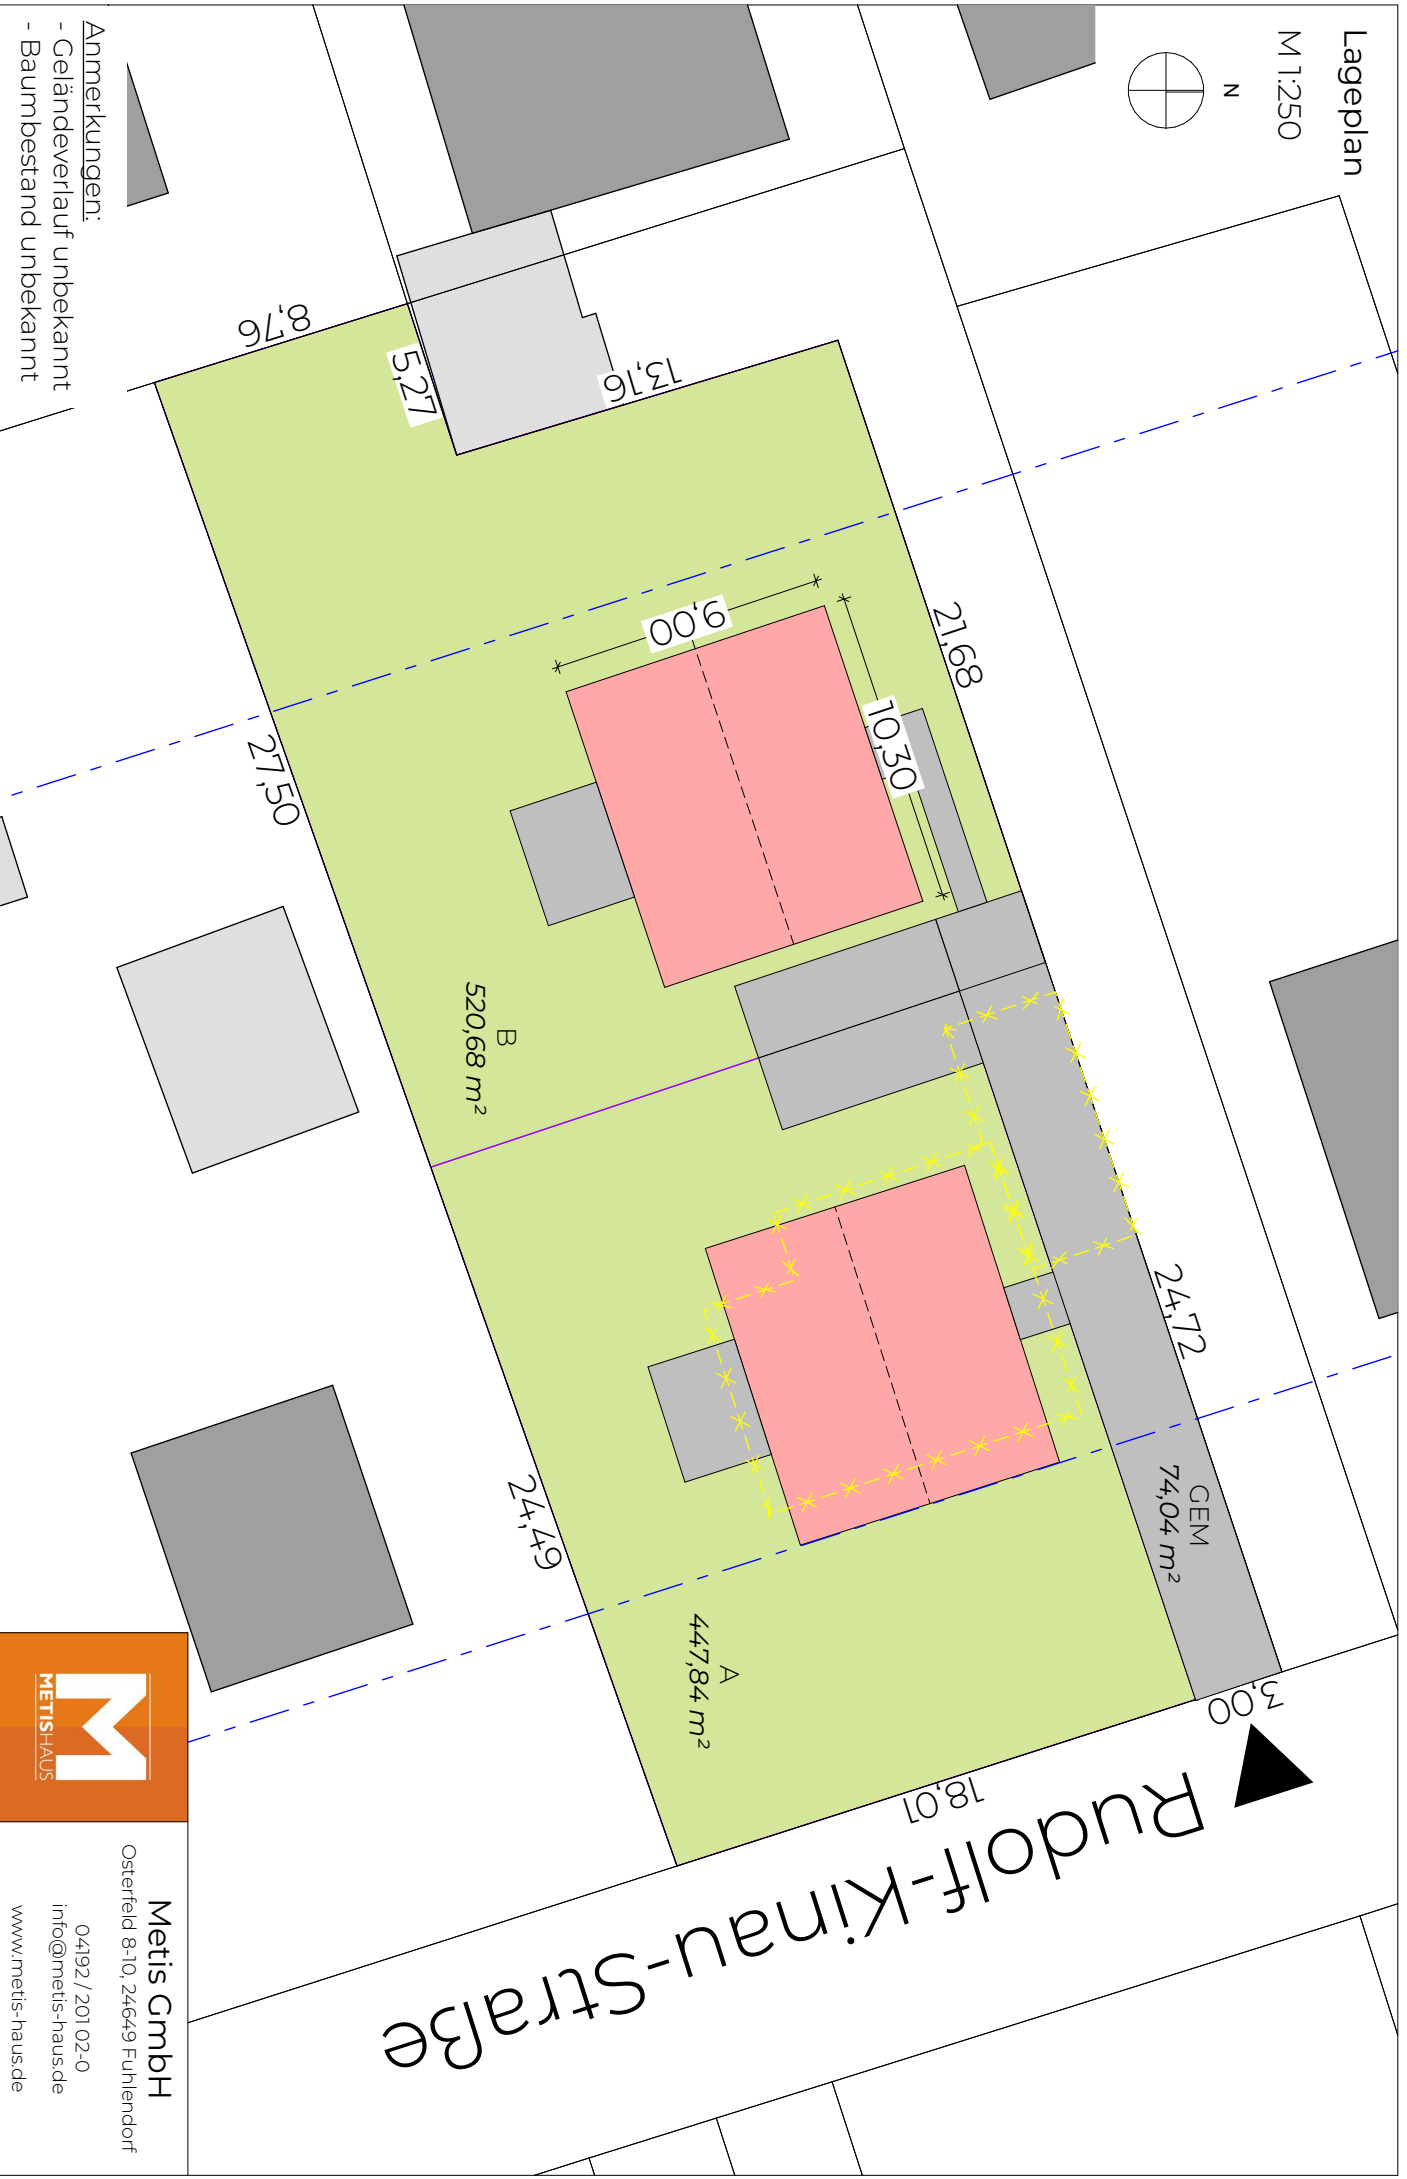 Lageplan
M 1:250
N
Anmerkungen:
- Geländeverlauf unbekannt
- Baumbestand unbekannt
8,76
5,27
13,16
21,68
9,00
10,30
27,50
B
520,68 m²
24,72
GEM
74,04 m²
24,49
A
447,84 m²
3,00
18,01
Rudolf-Kinau-Straße
METISHAUS
Metis GmbH
Osterfeld 8-10, 24649 Fuhlendorf
04192 / 201 02-0
info@metis-haus.de
www.metis-haus.de